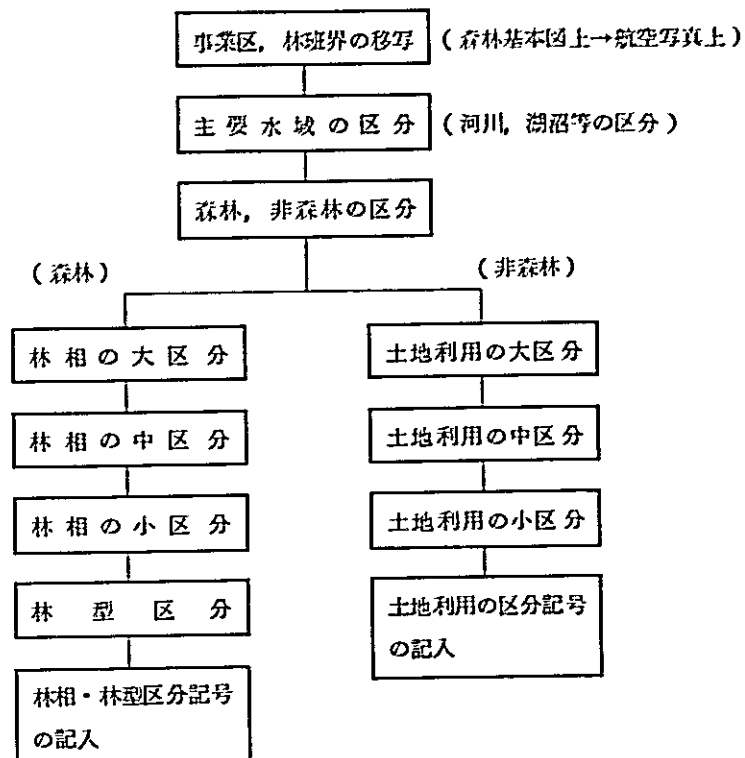 事業区，林班界の移写 (森林基本図上→航空写真上)
主要水域の区分 (河川，湖沼等の区分)
森林，非森林の区分
(森林)
(非森林)
林相の大区分
土地利用の大区分
林相の中区分
土地利用の中区分
林相の小区分
土地利用の小区分
林型区分
土地利用の区分記号
の記入
林相・林型区分記号
の記入